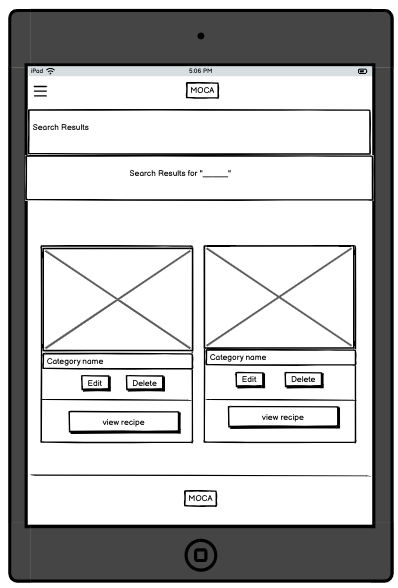 iPad 5:06 PM
MOCA
Search Results
Search Results for "______"
Category name
Edit Delete
view recipe
Category name
Edit Delete
view recipe
MOCA